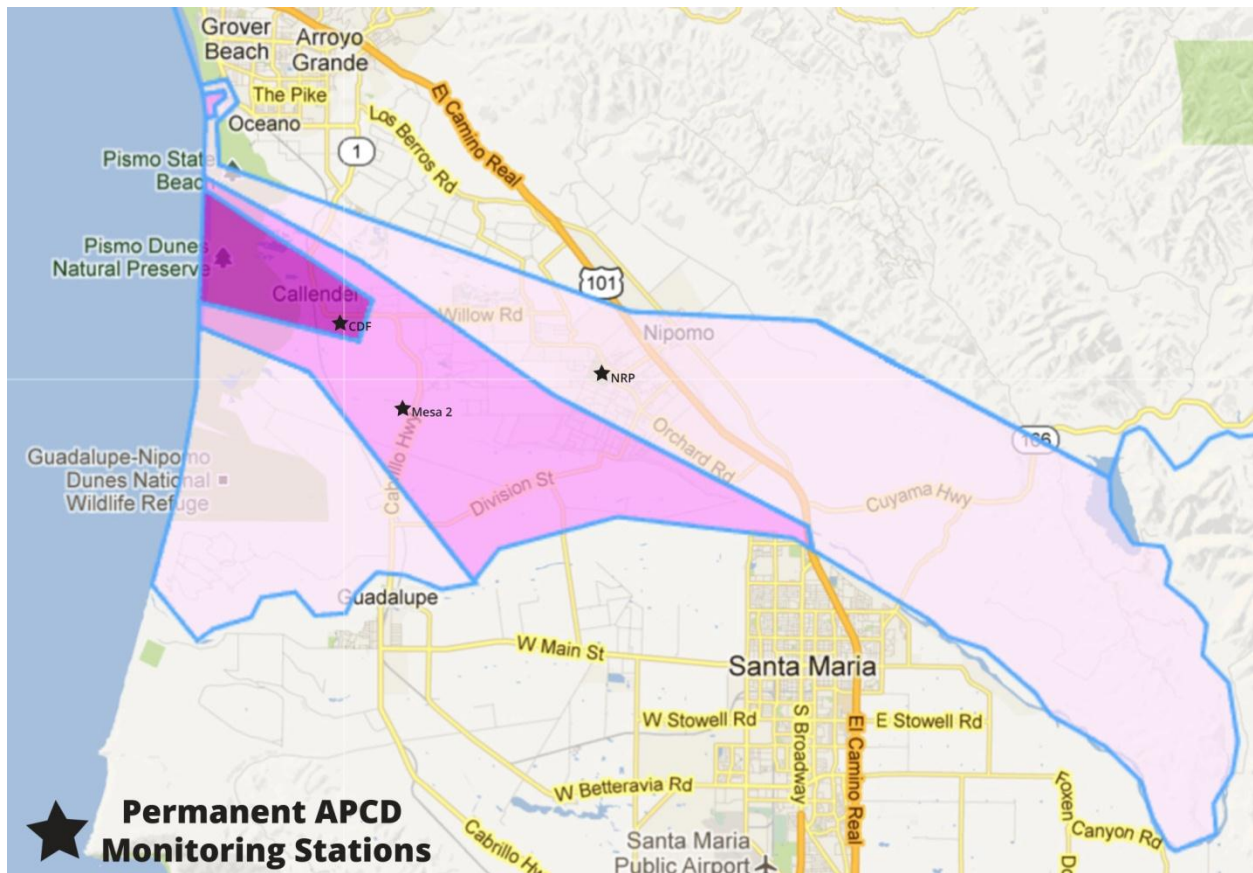 Grover
Beach
Arroyo
Grande
The Pike
Oceano
El Camino Real
Los Berros Rd
1
Pismo State
Beach
Pismo Dunes
Natural Preserve
Callender
CDF
Willow Rd
101
Nipomo
NRP
Mesa 2
Orchard Rd
166
Guadalupe-Nipomo
Dunes National
Wildlife Refuge
Cabrillo Hwy
Division St
Cuyama Hwy
Guadalupe
W Main St
Santa Maria
W Stowell Rd
S Broadway
El Camino Real
E Stowell Rd
W Betteravia Rd
Foxen Canyon Rd
Cabrillo Hw
Santa Maria
Public Airport
Do
Permanent APCD
Monitoring Stations